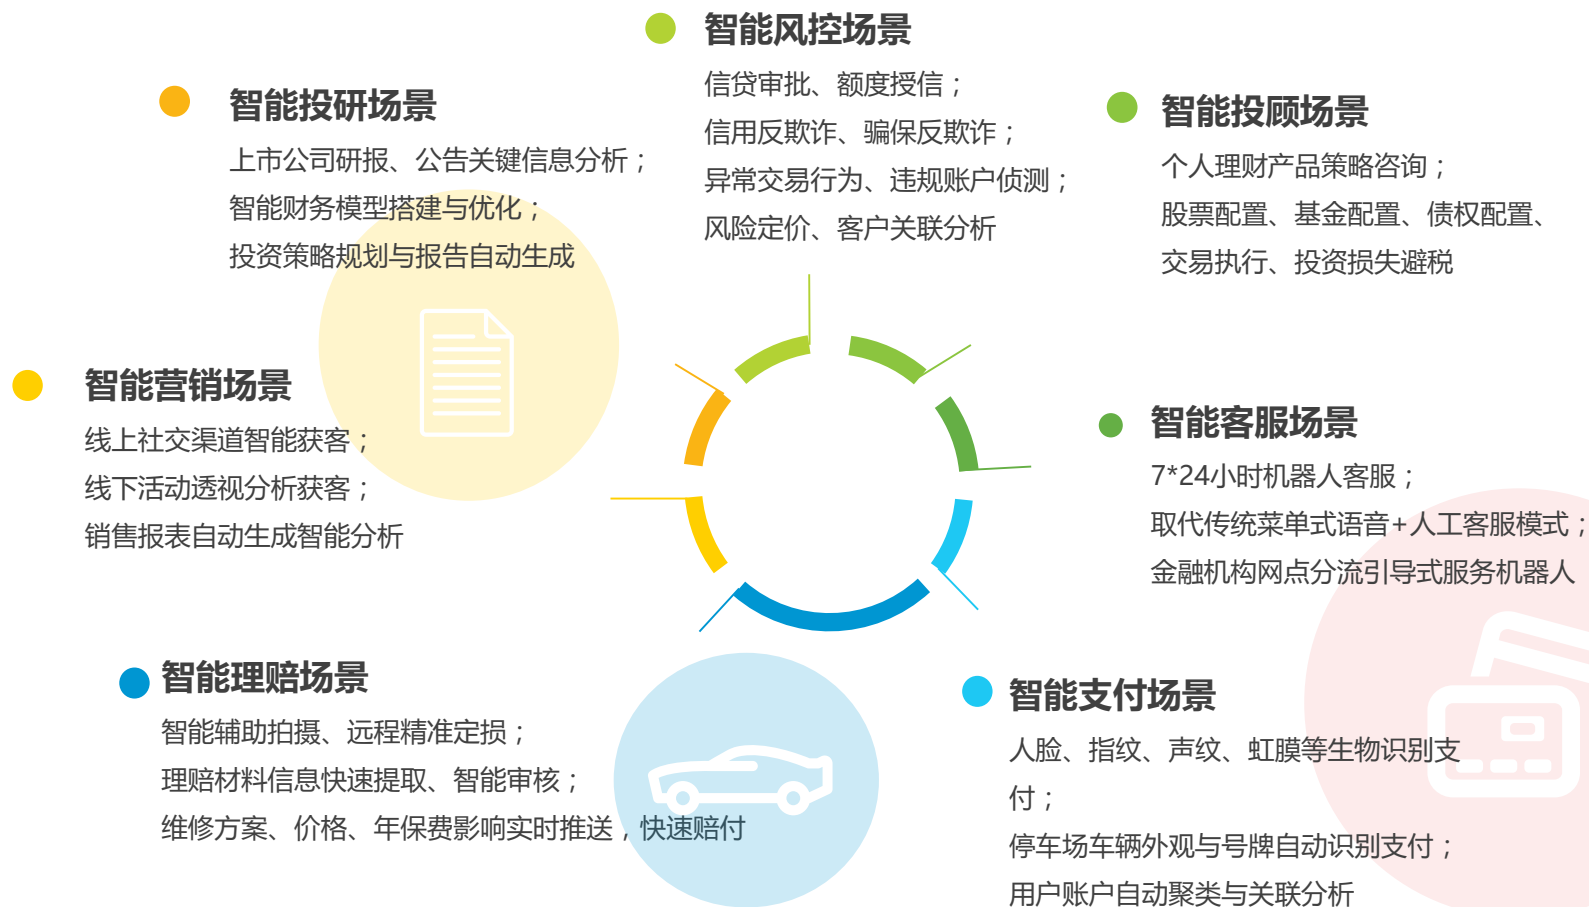 智能风控场景
信贷审批、额度授信；
信用反欺诈、骗保反欺诈；
异常交易行为、违规账户侦测；
风险定价、客户关联分析
智能投研场景
上市公司研报、公告关键信息分析；
智能财务模型搭建与优化；
投资策略规划与报告自动生成
智能投顾场景
个人理财产品策略咨询；
股票配置、基金配置、债权配置、
交易执行、投资损失避税
智能营销场景
线上社交渠道智能获客；
线下活动透视分析获客；
销售报表自动生成智能分析
智能客服场景
7*24小时机器人客服；
取代传统菜单式语音+人工客服模式；
金融机构网点分流引导式服务机器人
智能理赔场景
智能辅助拍摄、远程精准定损；
理赔材料信息快速提取、智能审核；
维修方案、价格、年保费影响实时推送，快速赔付
智能支付场景
人脸、指纹、声纹、虹膜等生物识别支
付；
停车场车辆外观与号牌自动识别支付；
用户账户自动聚类与关联分析